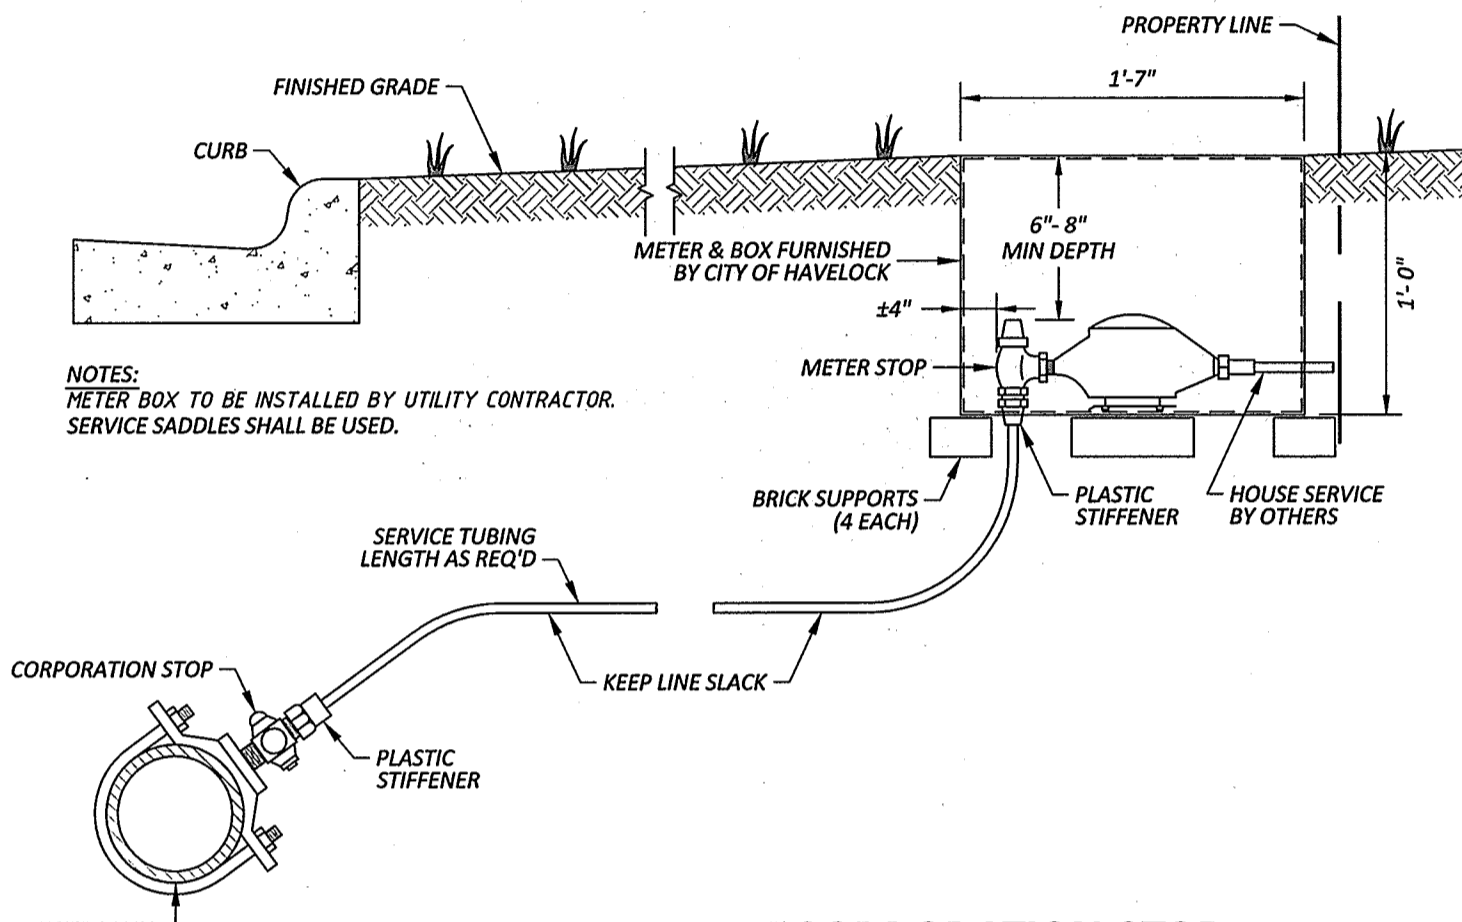 PROPERTY LINE
1'-7"
FINISHED GRADE
CURB
6"- 8"
MIN DEPTH
METER & BOX FURNISHED
BY CITY OF HAVELOCK
1'-0"
±4"
METER STOP
NOTES:
METER BOX TO BE INSTALLED BY UTILITY CONTRACTOR.
SERVICE SADDLES SHALL BE USED.
BRICK SUPPORTS
(4 EACH)
PLASTIC
STIFFENER
HOUSE SERVICE
BY OTHERS
SERVICE TUBING
LENGTH AS REQ'D
CORPORATION STOP
KEEP LINE SLACK
PLASTIC
STIFFENER